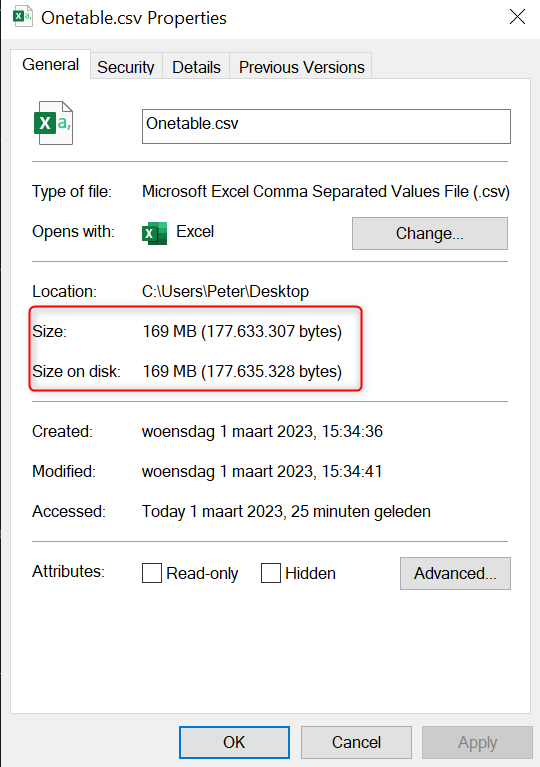 Onetable.csv Properties
General
Security
Details
Previous Versions
Onetable.csv
Type of file: Microsoft Excel Comma Separated Values File (.csv)
Opens with: Excel Change...
Location: C:\Users\Peter\Desktop
Size: 169 MB (177.633.307 bytes)
Size on disk: 169 MB (177.635.328 bytes)
Created: woensdag 1 maart 2023, 15:34:36
Modified: woensdag 1 maart 2023, 15:34:41
Accessed: Today 1 maart 2023, 25 minuten geleden
Attributes: Read-only Hidden Advanced...
OK Cancel Apply